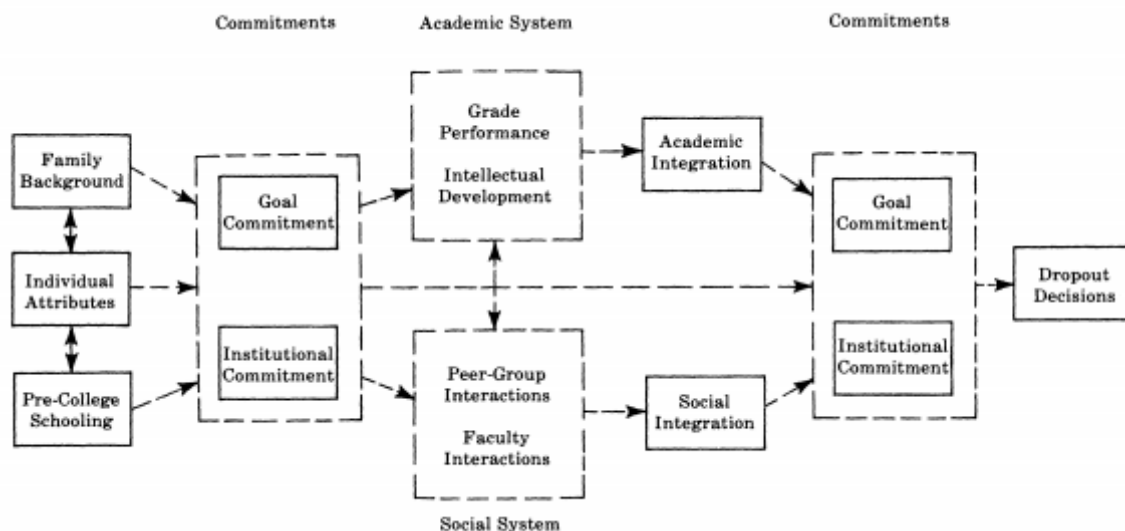 Commitments
Academic System
Commitments
Family
Background
Individual
Attributes
Pre-College
Schooling
Goal
Commitment
Institutional
Commitment
Grade
Performance
Intellectual
Development
Peer-Group
Interactions
Faculty
Interactions
Social System
Academic
Integration
Social
Integration
Goal
Commitment
Institutional
Commitment
Dropout
Decisions